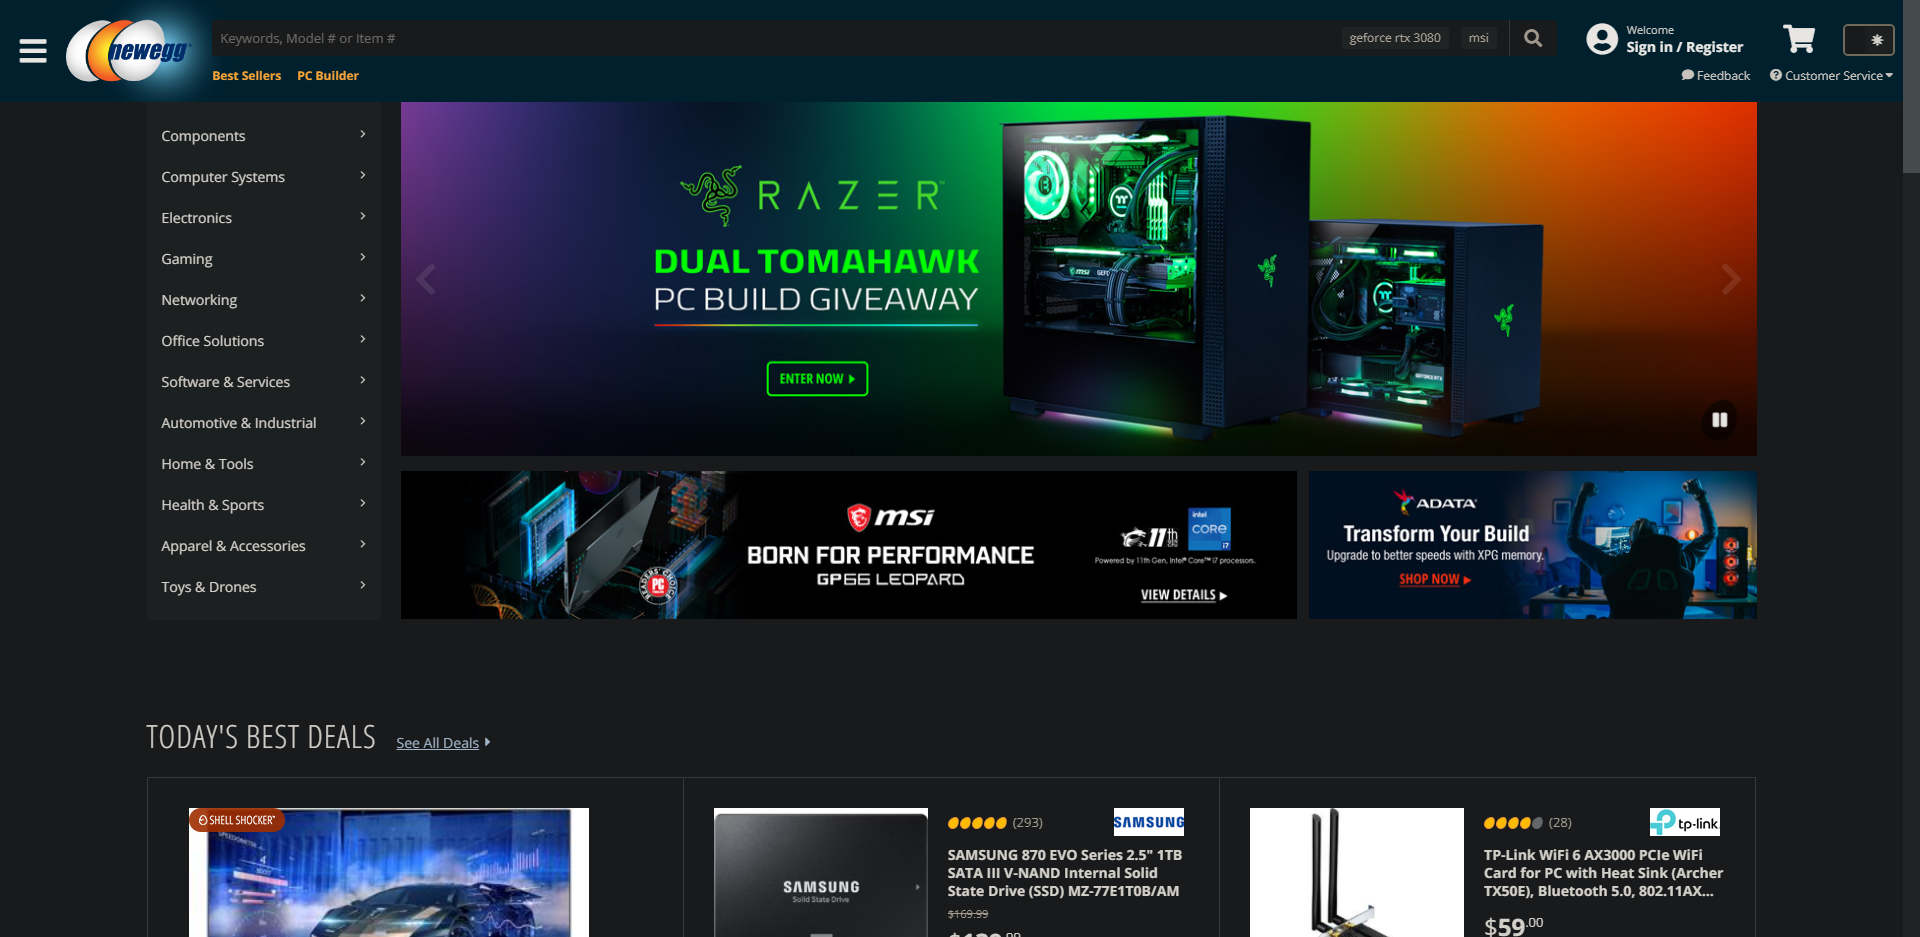 newegg
Keywords, Model # or Item #
geforce rtx 3080
msi
Welcome
Sign in / Register
Best Sellers
PC Builder
Feedback
Customer Service
Components
Computer Systems
Electronics
Gaming
Networking
Office Solutions
Software & Services
Automotive & Industrial
Home & Tools
Health & Sports
Apparel & Accessories
Toys & Drones
RAZER™
DUAL TOMAHAWK
PC BUILD GIVEAWAY
ENTER NOW
msi
BORN FOR PERFORMANCE
GP66 LEOPARD
READERS' CHOICE
PC
11th
intel
CORE
i7
Powered by 11th Gen, Intel® Core™ i7 processors.
VIEW DETAILS
ADATA
Transform Your Build
Upgrade to better speeds with XPG memory.
SHOP NOW
TODAY'S BEST DEALS
See All Deals
SHELL SHOCKER
SAMSUNG
Solid State Drive
(293)
SAMSUNG
SAMSUNG 870 EVO Series 2.5" 1TB
SATA III V-NAND Internal Solid
State Drive (SSD) MZ-77E1T0B/AM
$169.99
(28)
tp-link
TP-Link WiFi 6 AX3000 PCIe WiFi
Card for PC with Heat Sink (Archer
TX50E), Bluetooth 5.0, 802.11AX...
$59.00